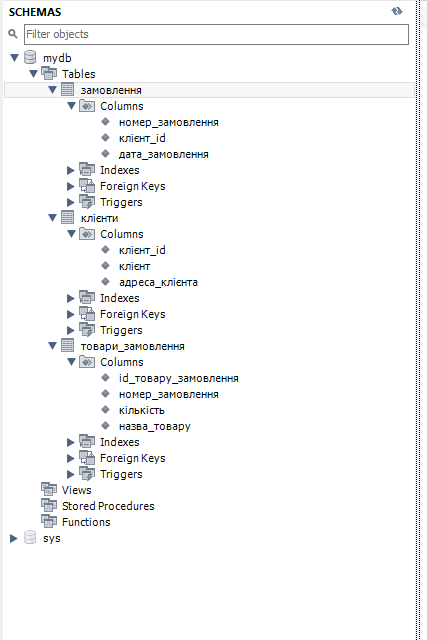 SCHEMAS
Filter objects
mydb
Tables
замовлення
Columns
номер_замовлення
клієнт_id
дата_замовлення
Indexes
Foreign Keys
Triggers
клієнти
Columns
клієнт_id
клієнт
адреса_клієнта
Indexes
Foreign Keys
Triggers
товари_замовлення
Columns
id_товару_замовлення
номер_замовлення
кількість
назва_товару
Indexes
Foreign Keys
Triggers
Views
Stored Procedures
Functions
sys